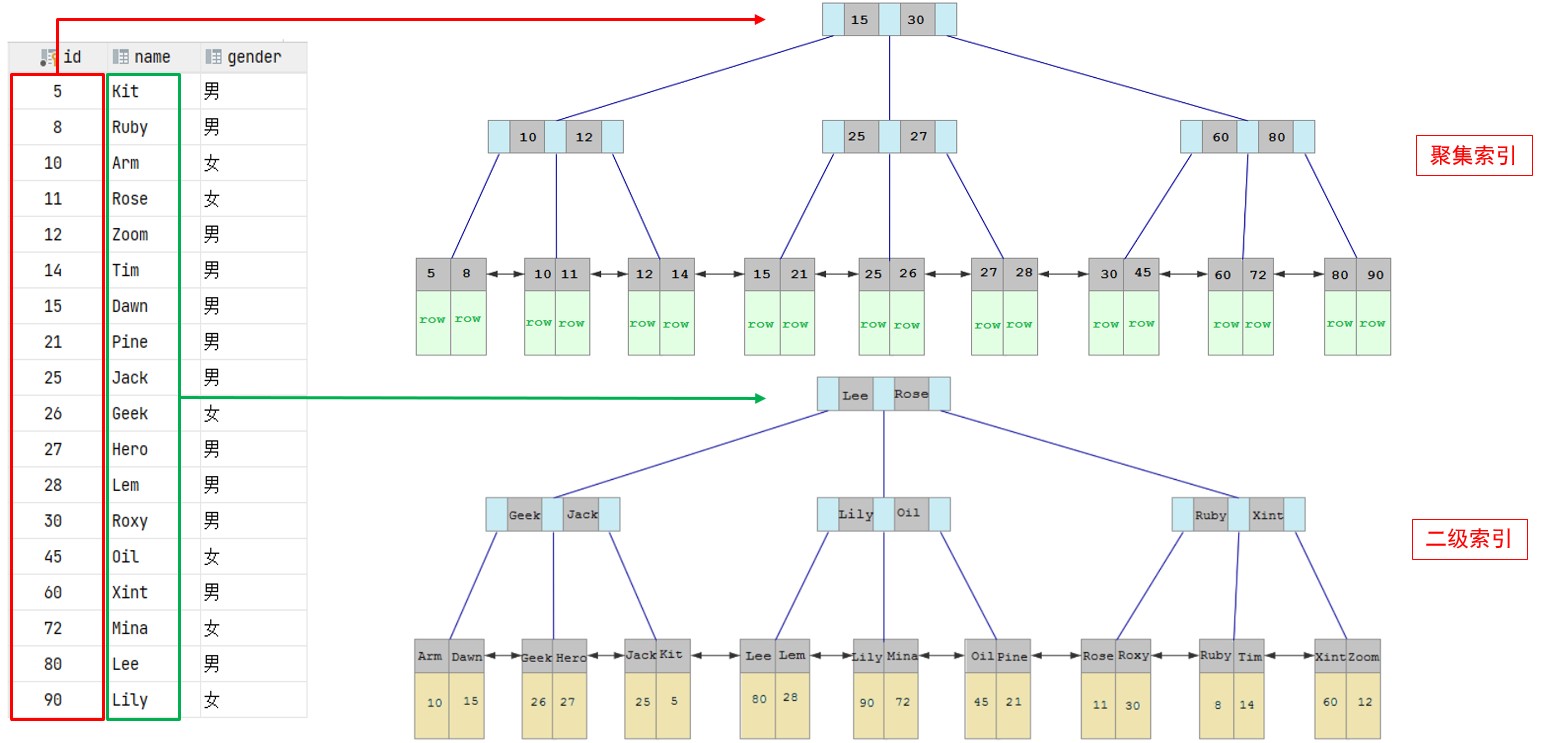 id name gender
5 Kit 男
8 Ruby 男
10 Arm 女
11 Rose 女
12 Zoom 男
14 Tim 男
15 Dawn 男
21 Pine 男
25 Jack 男
26 Geek 女
27 Hero 男
28 Lem 男
30 Roxy 男
45 Oil 女
60 Xint 男
72 Mina 女
80 Lee 男
90 Lily 女
15 30
10 12 25 27 60 80
聚集索引
5 8 10 11 12 14 15 21 25 26 27 28 30 45 60 72 80 90
row row row row row row row row row row row row row row row row row row
Lee Rose
Geek Jack Lily Oil Ruby Xint
二级索引
Arm Dawn Geek Hero Jack Kit Lee Lem Lily Mina Oil Pine Rose Roxy Ruby Tim Xint Zoom
10 15 26 27 25 5 80 28 90 72 45 21 11 30 8 14 60 12